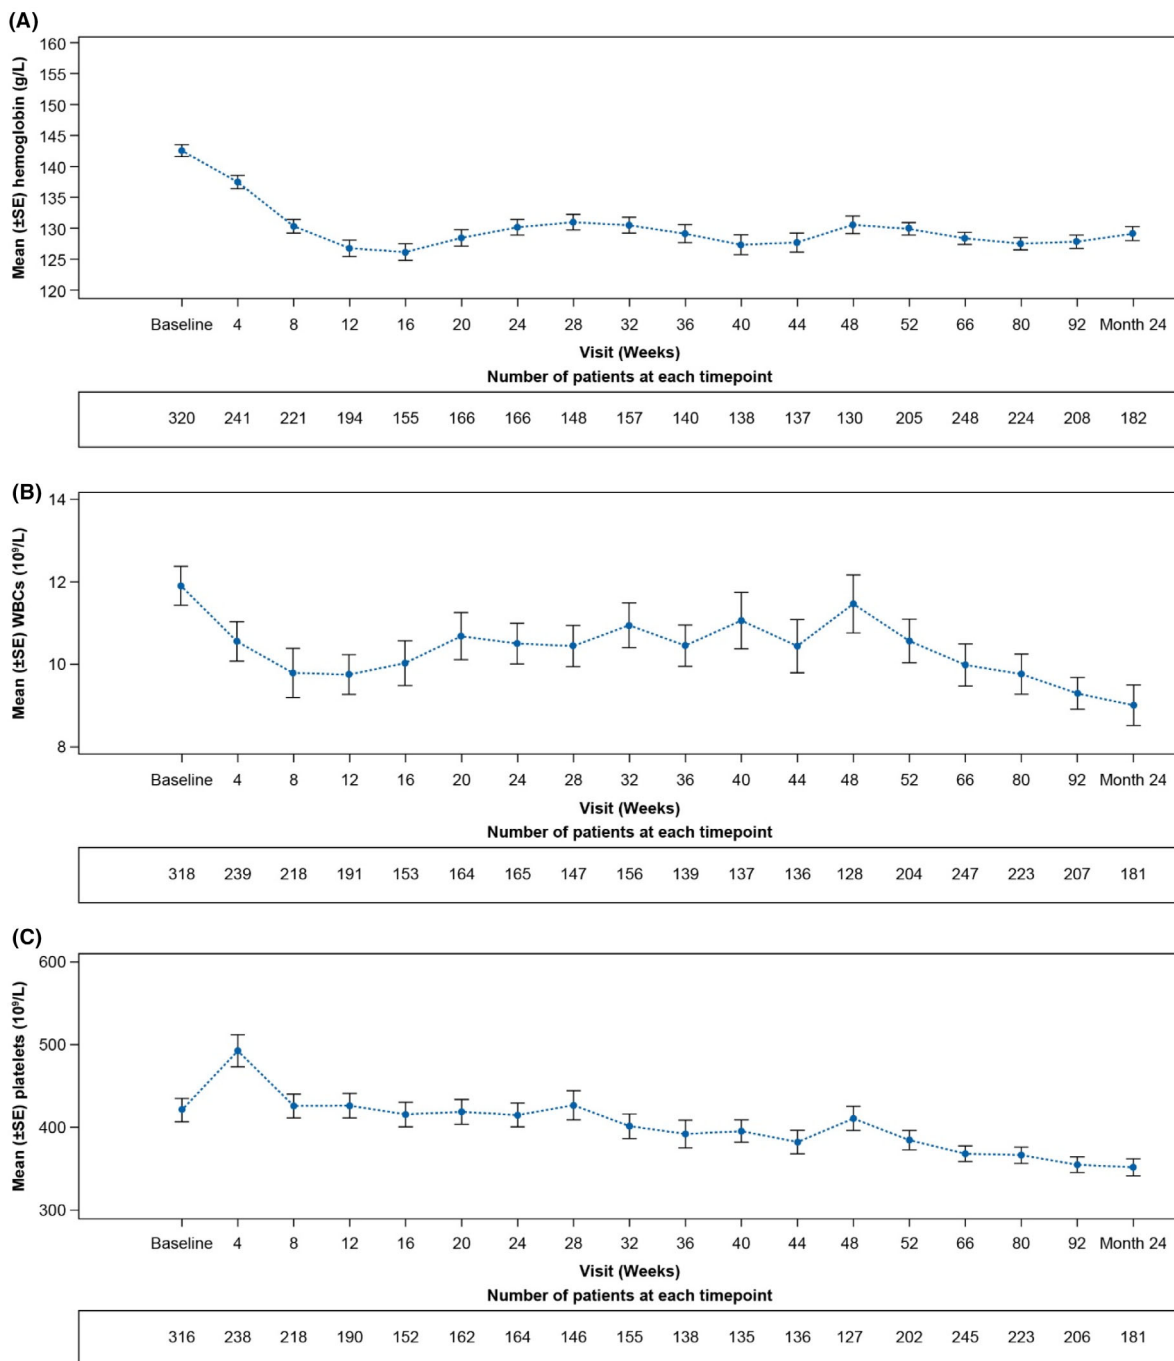 (A)
Mean (±SE) hemoglobin (g/L)
160
155
150
145
140
135
130
125
120
Baseline 4 8 12 16 20 24 28 32 36 40 44 48 52 66 80 92 Month 24
Visit (Weeks)
Number of patients at each timepoint
320 241 221 194 155 166 166 148 157 140 138 137 130 205 248 224 208 182
(B)
Mean (±SE) WBCs (10⁹/L)
14
12
10
8
Baseline 4 8 12 16 20 24 28 32 36 40 44 48 52 66 80 92 Month 24
Visit (Weeks)
Number of patients at each timepoint
318 239 218 191 153 164 165 147 156 139 137 136 128 204 247 223 207 181
(C)
Mean (±SE) platelets (10⁹/L)
600
500
400
300
Baseline 4 8 12 16 20 24 28 32 36 40 44 48 52 66 80 92 Month 24
Visit (Weeks)
Number of patients at each timepoint
316 238 218 190 152 162 164 146 155 138 135 136 127 202 245 223 206 181